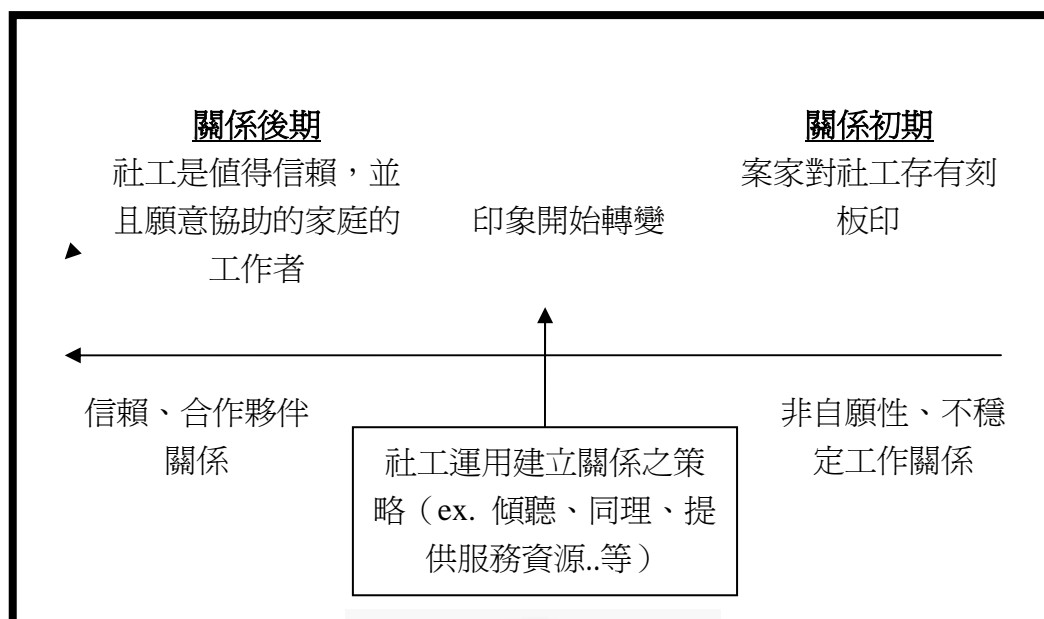 關係後期
社工是值得信賴，並
且願意協助的家庭的
工作者
印象開始轉變
關係初期
案家對社工存有刻
板印
信賴、合作夥伴
關係
社工運用建立關係之策
略（ex. 傾聽、同理、提
供服務資源..等）
非自願性、不穩
定工作關係